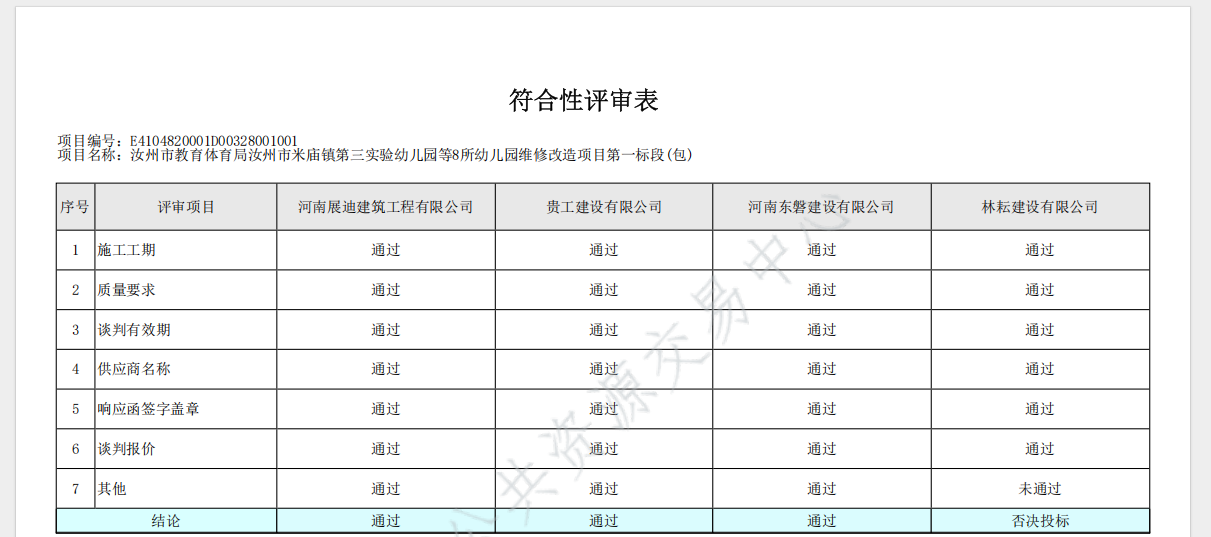 符合性评审表
项目编号：E4104820001D00328001001
项目名称：汝州市教育体育局汝州市米庙镇第三实验幼儿园等8所幼儿园维修改造项目第一标段(包)
序号 评审项目 河南展迪建筑工程有限公司 贵工建设有限公司 河南东磐建设有限公司 林耘建设有限公司
1 施工工期 通过 通过 通过 通过
2 质量要求 通过 通过 通过 通过
3 谈判有效期 通过 通过 通过 通过
4 供应商名称 通过 通过 通过 通过
5 响应函签字盖章 通过 通过 通过 通过
6 谈判报价 通过 通过 通过 通过
7 其他 通过 通过 通过 未通过
结论 通过 通过 通过 否决投标
公共资源交易中心